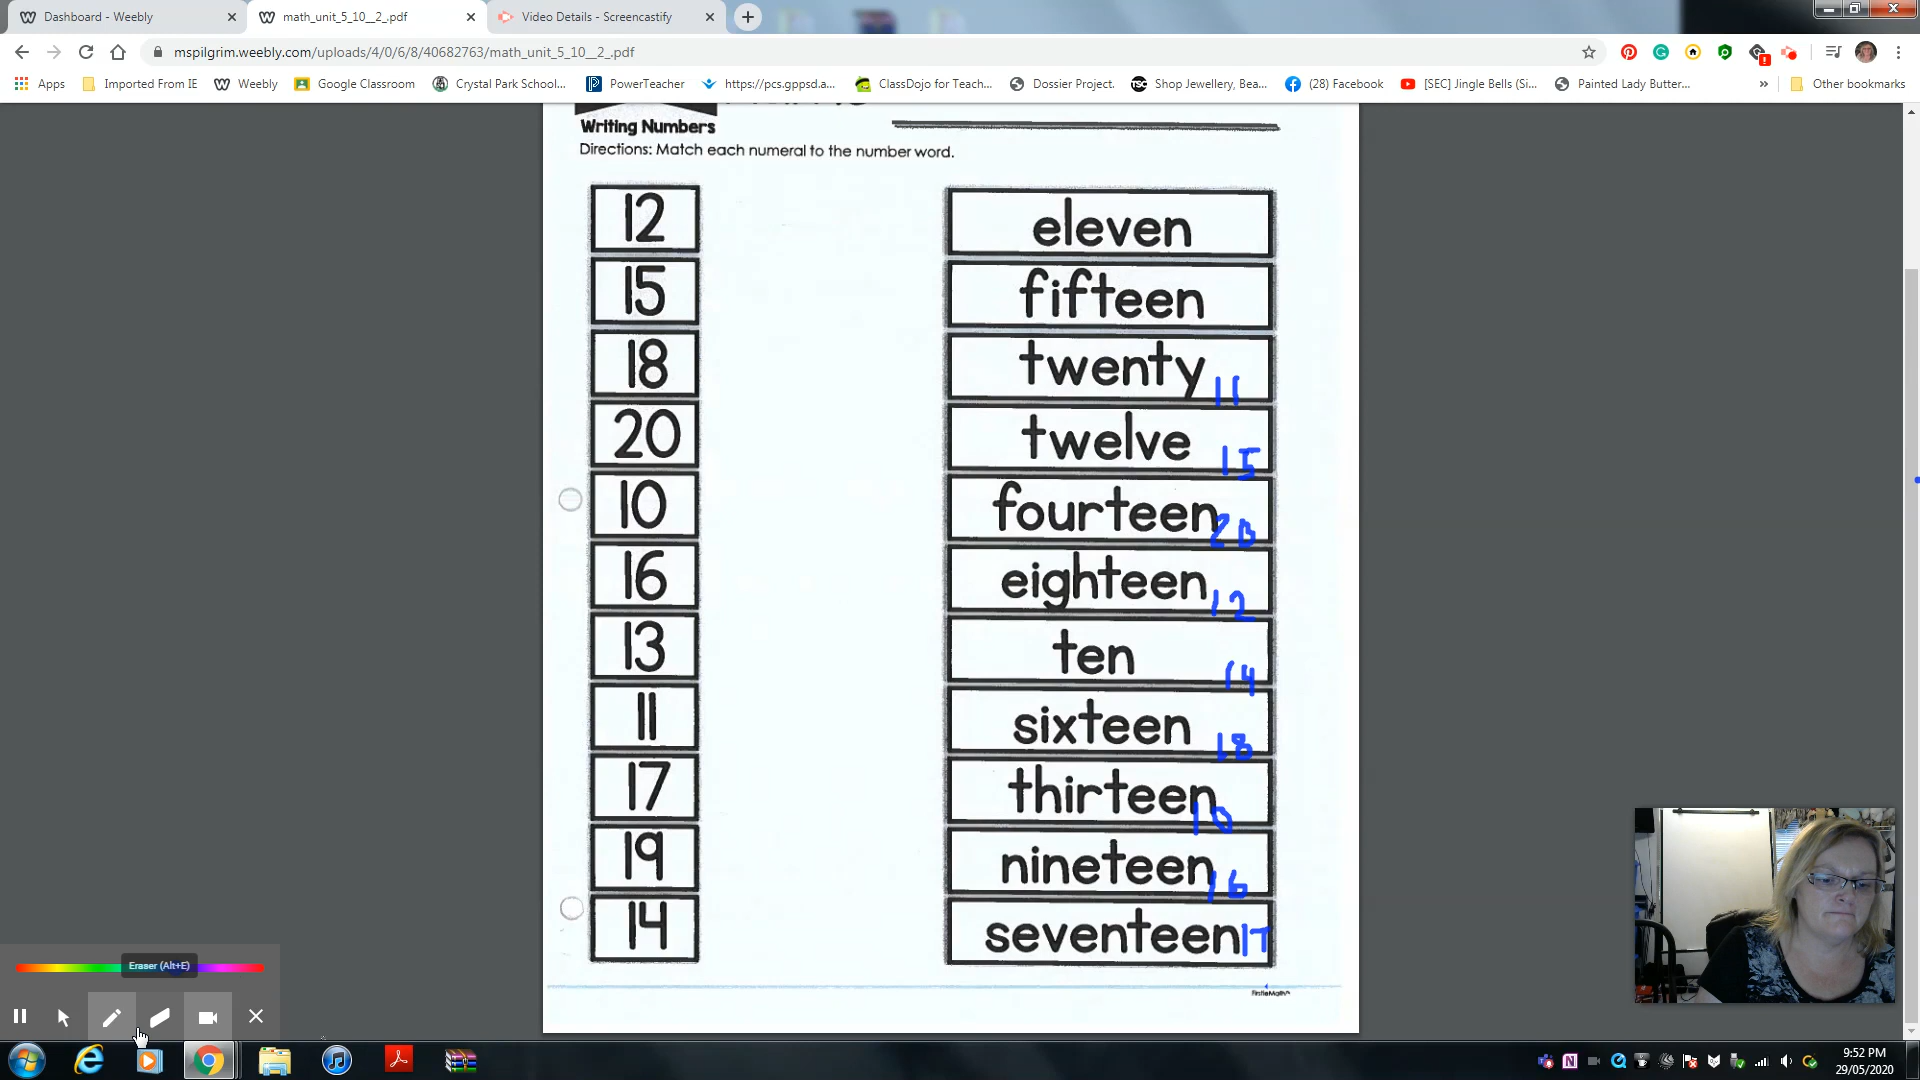 Dashboard - Weebly
math_unit_5_10__2_.pdf
Video Details - Screencastify
mspilgrim.weebly.com/uploads/4/0/6/8/40682763/math_unit_5_10__2_.pdf
Apps
Imported From IE
Weebly
Google Classroom
Crystal Park School...
PowerTeacher
https://pcs.gppsd.a...
ClassDojo for Teach...
Dossier Project.
Shop Jewellery, Bea...
(28) Facebook
[SEC] Jingle Bells (Si...
Painted Lady Butter...
»
Other bookmarks
Writing Numbers
Directions: Match each numeral to the number word.
12 eleven
15 fifteen
18 twenty 11
20 twelve 15
10 fourteen 20
16 eighteen 12
13 ten 14
11 sixteen 18
17 thirteen 10
19 nineteen 16
14 seventeen 17
Eraser (Alt+E)
9:52 PM
29/05/2020